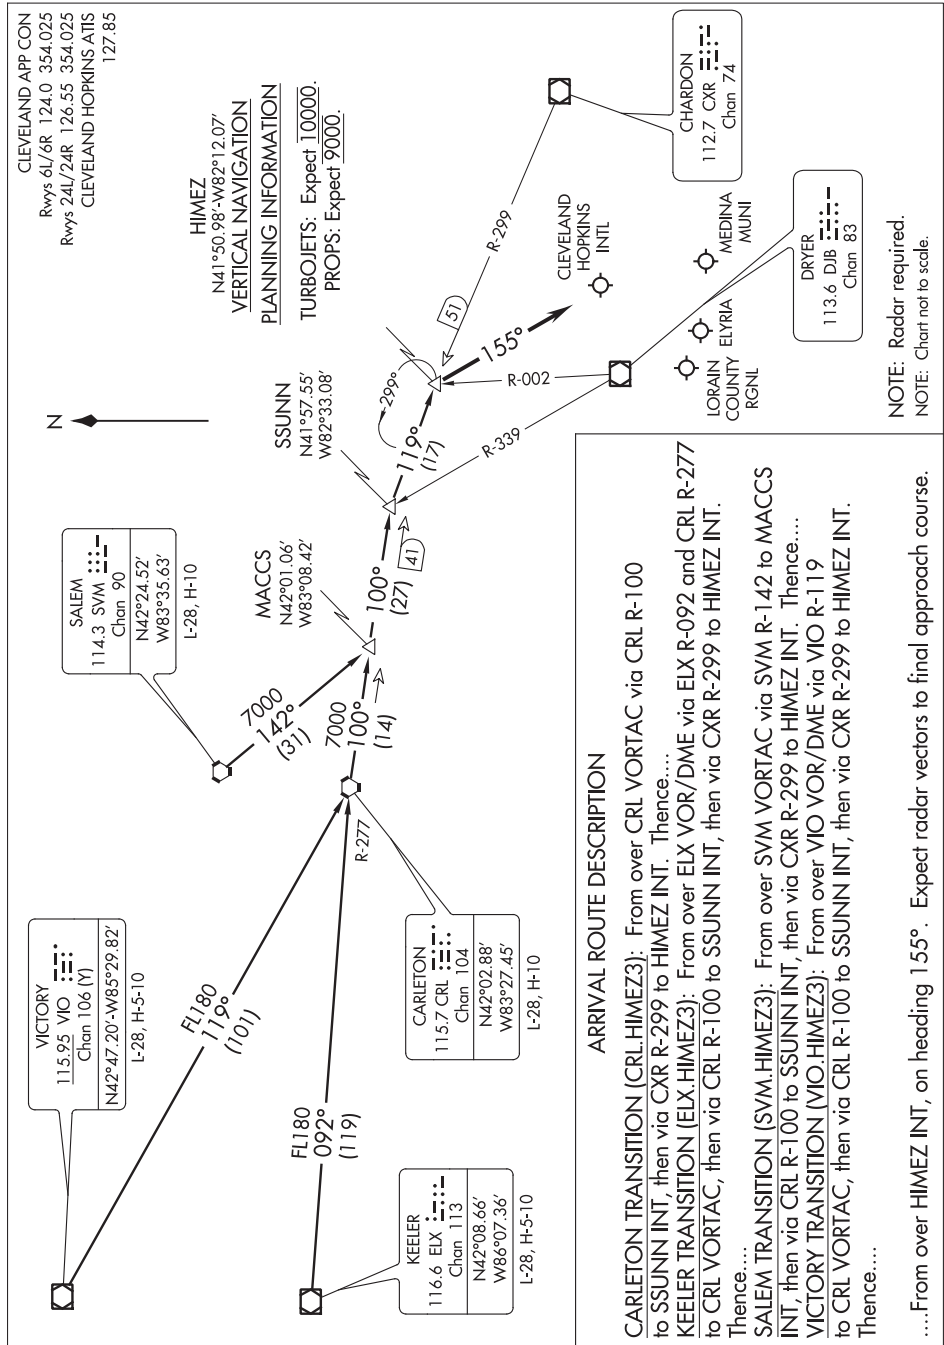 CLEVELAND APP CON
Rwys 6L/6R 124.0 354.025
Rwys 24L/24R 126.55 354.025
CLEVELAND HOPKINS ATIS
127.85
N
VICTORY
115.95 VIO
Chan 106 (Y)
N42°47.20'-W85°29.82'
L-28, H-5-10
SALEM
114.3 SVM
Chan 90
N42°24.52'
W83°35.63'
L-28, H-10
HIMEZ
N41°50.98'-W82°12.07'
VERTICAL NAVIGATION
PLANNING INFORMATION
TURBOJETS: Expect 10000.
PROPS: Expect 9000.
MACCS
N42°01.06'
W83°08.42'
SSUNN
N41°57.55'
W82°33.08'
FL180
119°
(101)
7000
142°
(31)
FL180
092°
(119)
R-277
7000
100°
(14)
100°
(27)
41
119°
(17)
299°
51
R-299
155°
R-002
R-339
KEELER
116.6 ELX
Chan 113
N42°08.66'
W86°07.36'
L-28, H-5-10
CARLETON
115.7 CRL
Chan 104
N42°02.88'
W83°27.45'
L-28, H-10
CLEVELAND
HOPKINS
INTL
LORAIN
COUNTY
RGNL
ELYRIA
MEDINA
MUNI
CHARDON
112.7 CXR
Chan 74
DRYER
113.6 DJB
Chan 83
NOTE: Radar required.
NOTE: Chart not to scale.
ARRIVAL ROUTE DESCRIPTION
CARLETON TRANSITION (CRL.HIMEZ3): From over CRL VORTAC via CRL R-100
to SSUNN INT, then via CXR R-299 to HIMEZ INT. Thence....
KEELER TRANSITION (ELX.HIMEZ3): From over ELX VOR/DME via ELX R-092 and CRL R-277
to CRL VORTAC, then via CRL R-100 to SSUNN INT, then via CXR R-299 to HIMEZ INT.
Thence....
SALEM TRANSITION (SVM.HIMEZ3): From over SVM VORTAC via SVM R-142 to MACCS
INT, then via CRL R-100 to SSUNN INT, then via CXR R-299 to HIMEZ INT. Thence....
VICTORY TRANSITION (VIO.HIMEZ3): From over VIO VOR/DME via VIO R-119
to CRL VORTAC, then via CRL R-100 to SSUNN INT, then via CXR R-299 to HIMEZ INT.
Thence....
....From over HIMEZ INT, on heading 155°. Expect radar vectors to final approach course.